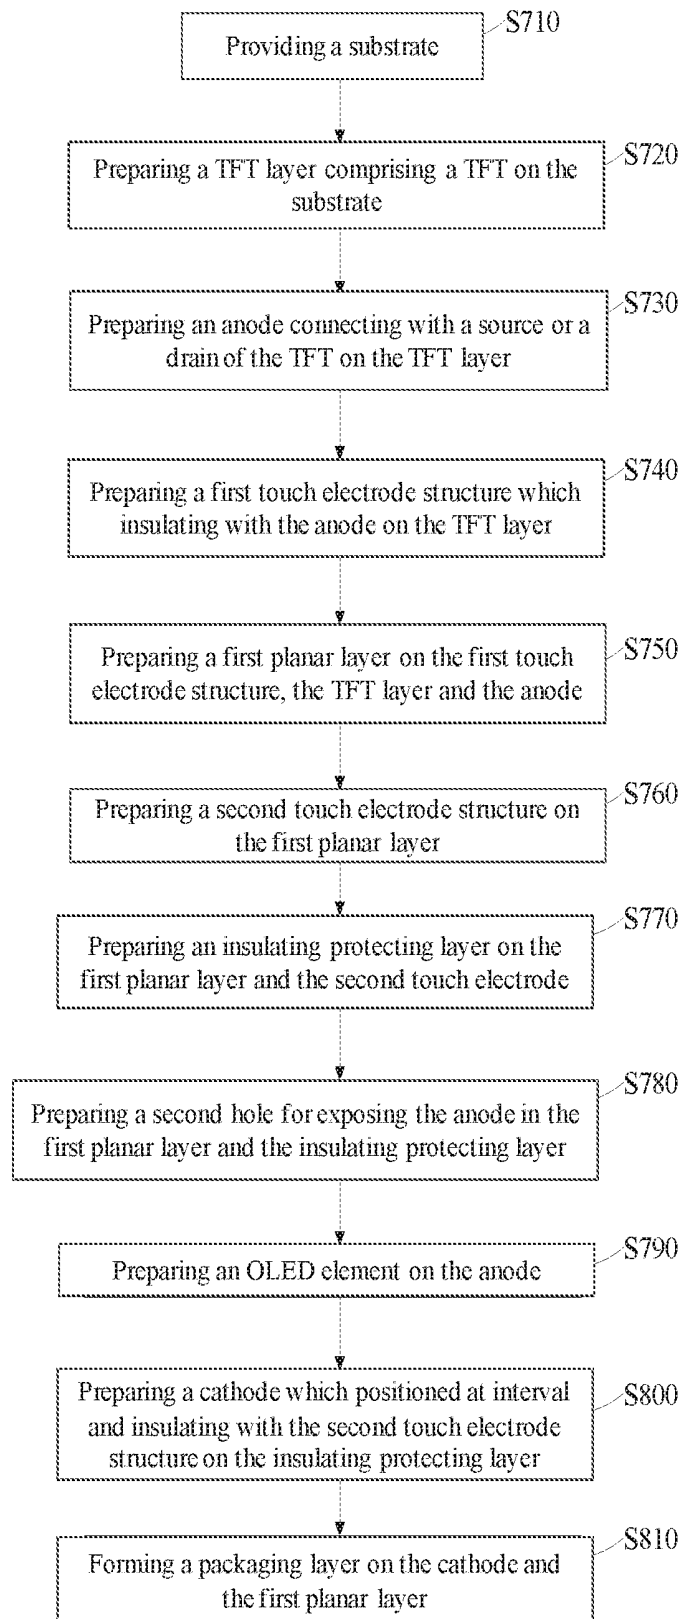 S710
Providing a substrate
S720
Preparing a TFT layer comprising a TFT on the
substrate
S730
Preparing an anode connecting with a source or a
drain of the TFT on the TFT layer
S740
Preparing a first touch electrode structure which
insulating with the anode on the TFT layer
S750
Preparing a first planar layer on the first touch
electrode structure, the TFT layer and the anode
S760
Preparing a second touch electrode structure on
the first planar layer
S770
Preparing an insulating protecting layer on the
first planar layer and the second touch electrode
S780
Preparing a second hole for exposing the anode in the
first planar layer and the insulating protecting layer
S790
Preparing an OLED element on the anode
S800
Preparing a cathode which positioned at interval
and insulating with the second touch electrode
structure on the insulating protecting layer
S810
Forming a packaging layer on the cathode and
the first planar layer